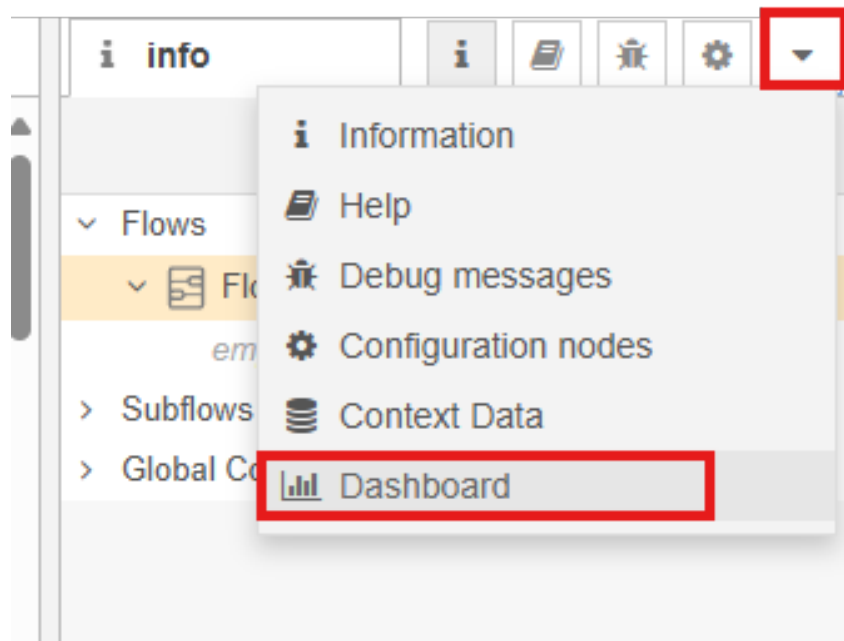 info
Information
Help
Flows
Debug messages
Configuration nodes
Subflows
Context Data
Dashboard